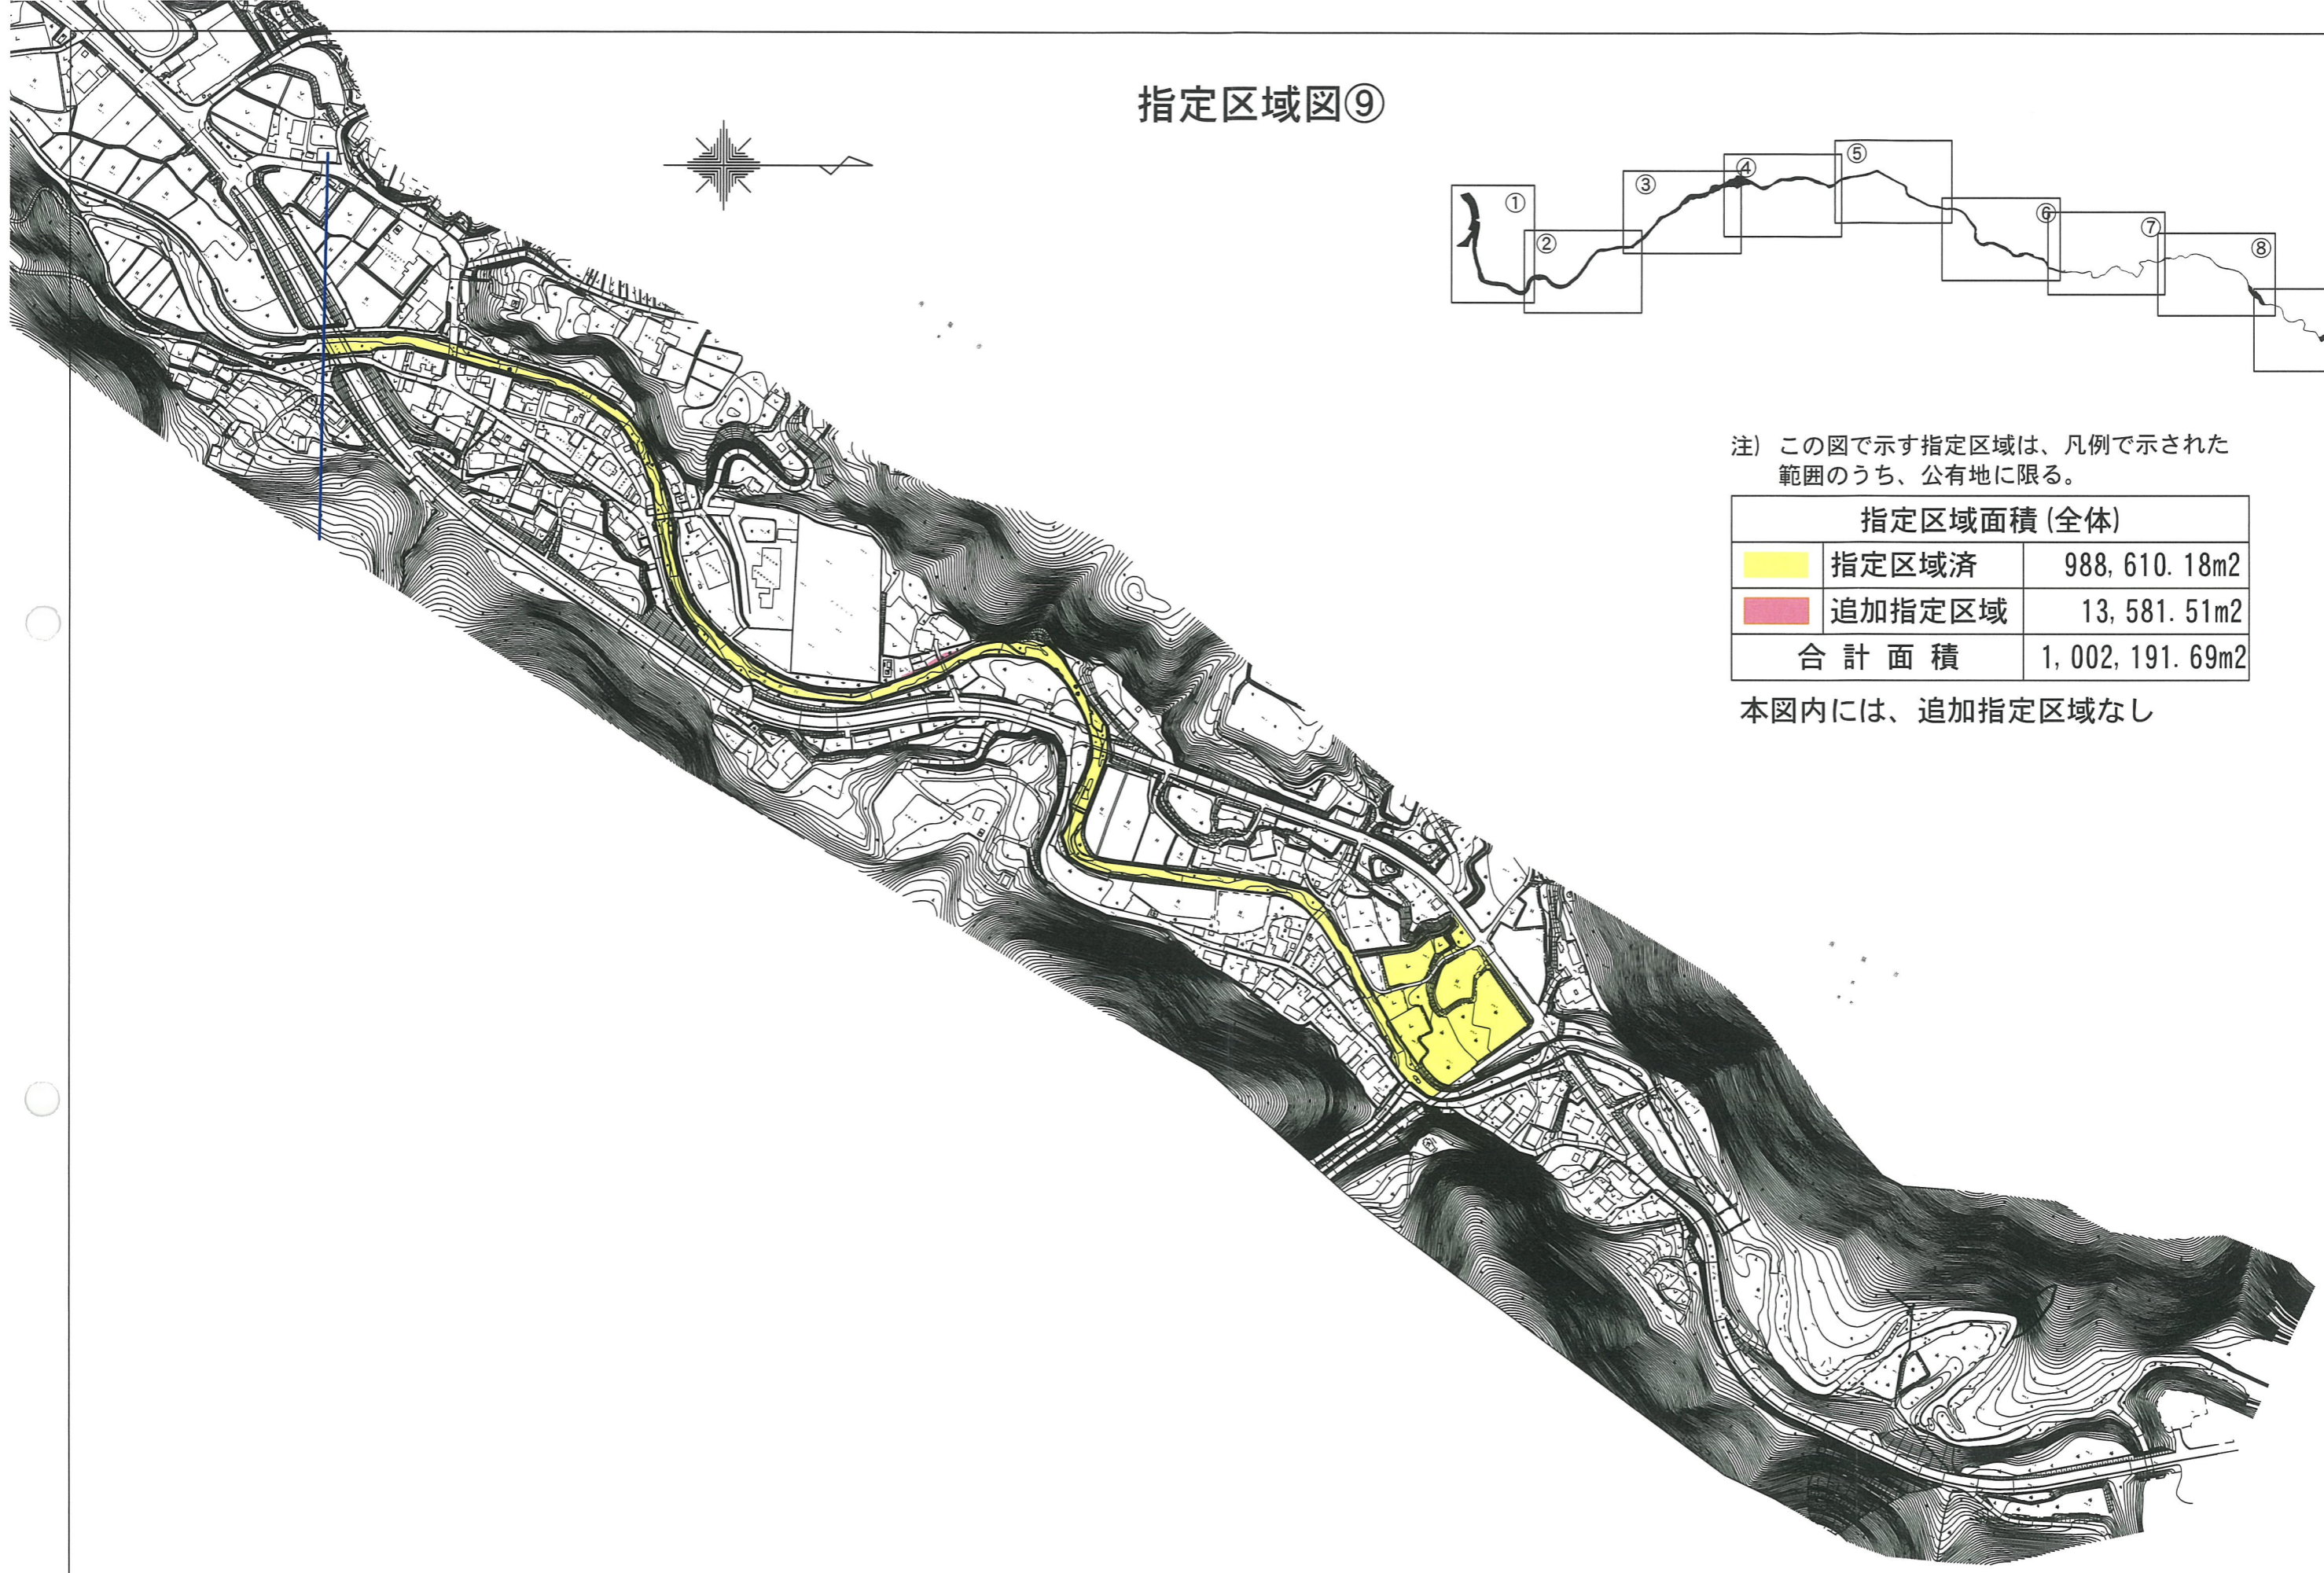 指定区域図⑨
①
②
③
④
⑤
⑥
⑦
⑧
注) この図で示す指定区域は、凡例で示された
範囲のうち、公有地に限る。
指定区域面積(全体)
指定区域済 988,610.18m2
追加指定区域 13,581.51m2
合計面積 1,002,191.69m2
本図内には、追加指定区域なし